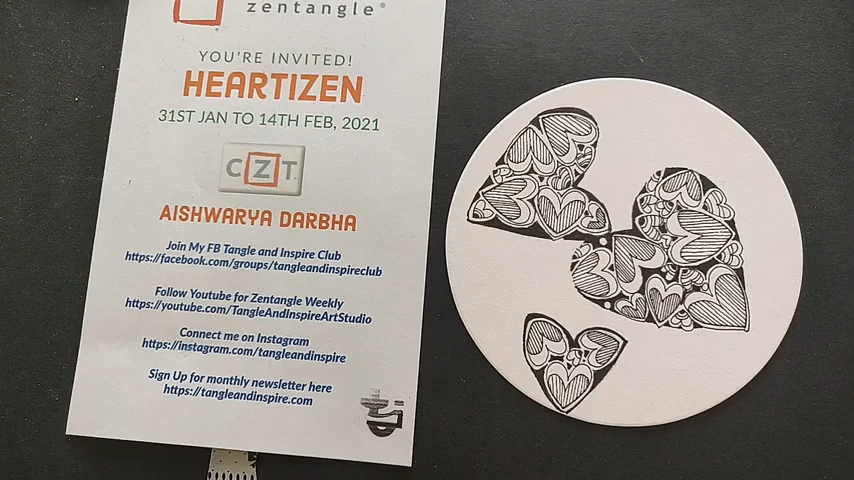 zentangle®
YOU'RE INVITED!
HEARTIZEN
31ST JAN TO 14TH FEB, 2021
CZT
AISHWARYA DARBHA
Join My FB Tangle and Inspire Club
https://facebook.com/groups/tangleandinspireclub
Follow Youtube for Zentangle Weekly
https://youtube.com/TangleAndInspireArtStudio
Connect me on Instagram
https://instagram.com/tangleandinspire
Sign Up for monthly newsletter here
https://tangleandinspire.com